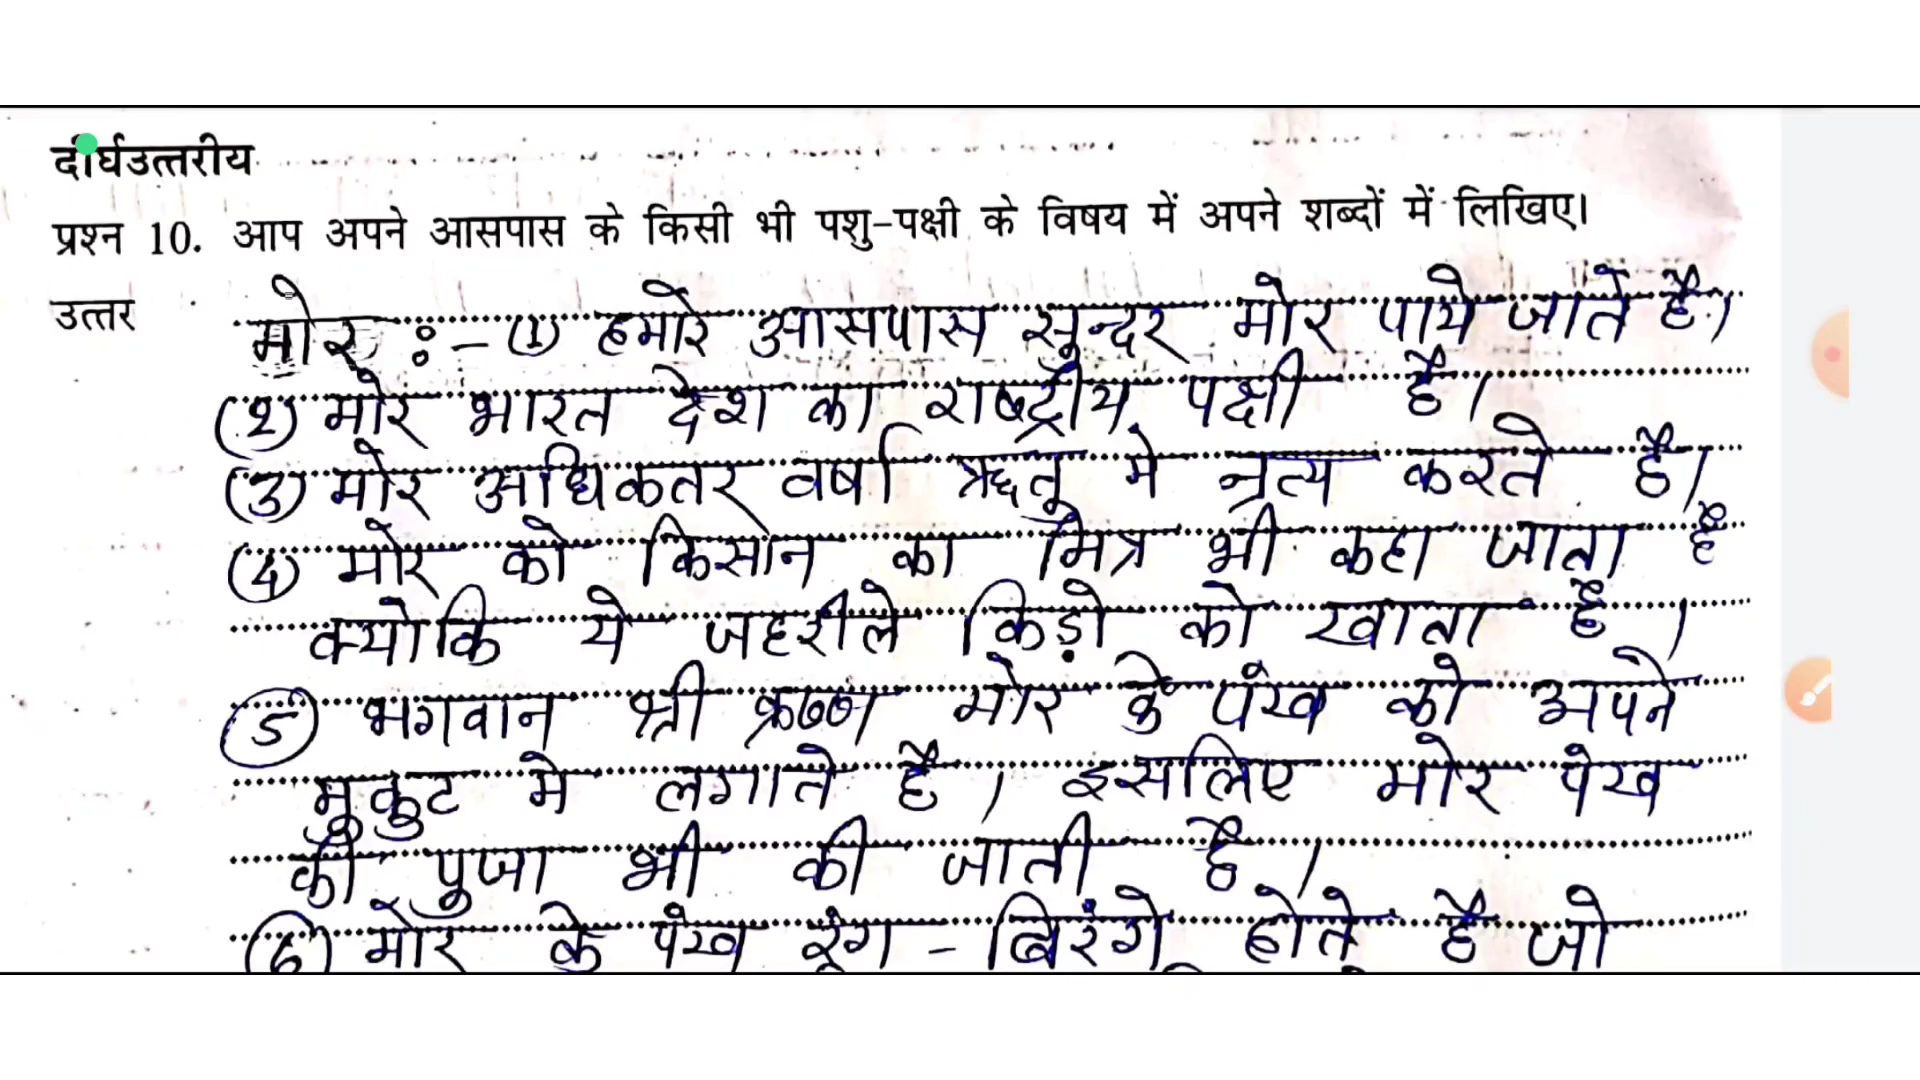 दीर्घउत्तरीय
प्रश्न 10. आप अपने आसपास के किसी भी पशु-पक्षी के विषय में अपने शब्दों में लिखिए।
उत्तर मोर :- (1) हमारे आसपास सुन्दर मोर पाये जाते है।
(2) मोर भारत देश का राष्ट्रीय पक्षी है।
(3) मोर अधिकतर वर्षा ऋतु मे नृत्य करते है।
(4) मोर को किसान का मित्र भी कहा जाता है
क्योकि ये जहरीले किड़ो को खाता है ।
(5) भगवान श्री कृष्ण मोर के पंख को अपने
मुकुट मे लगाते है । इसलिए मोर पंख
की पुजा भी की जाती है ।
(6) मोर के पंख रंग - बिरंगे होते है जो